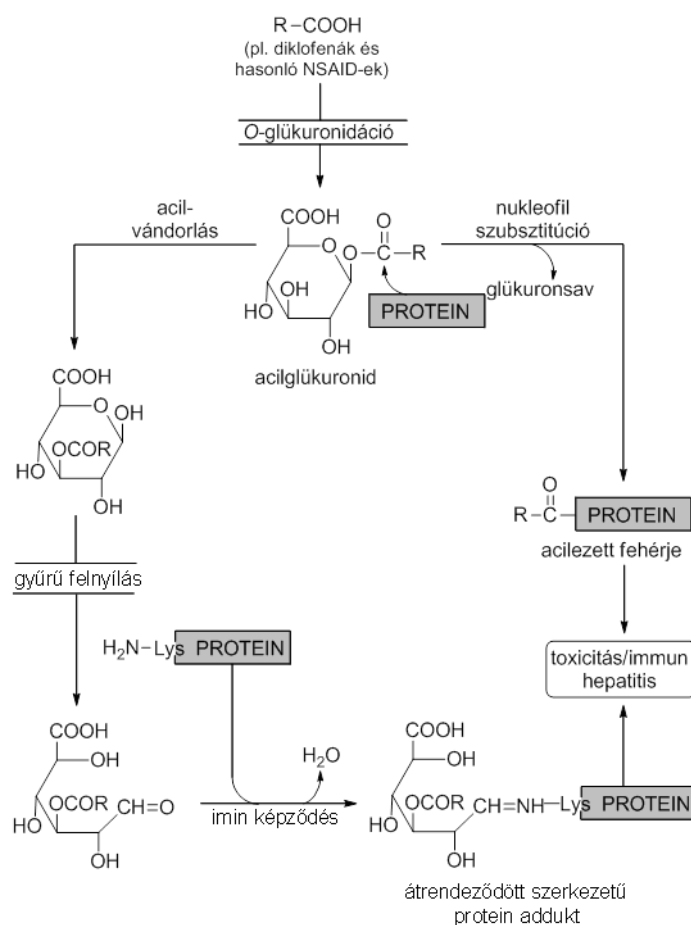 R–COOH
(pl. diklofenák és
hasonló NSAID-ek)
O-glükuronidáció
acil-
vándorlás
nukleofil
szubsztitúció
COOH
O
O
O–C–R
OH
HO
OH
PROTEIN
glükuronsav
acilglükuronid
COOH
O
OH
OCOR
HO
OH
O
R–C–PROTEIN
acilezett fehérje
gyűrű felnyílás
H2N–Lys PROTEIN
toxicitás/immun
hepatitis
COOH
OH
OCOR
CH=O
HO
OH
H2O
imin képződés
COOH
OH
OCOR
CH=NH–Lys PROTEIN
HO
OH
átrendeződött szerkezetű
protein addukt